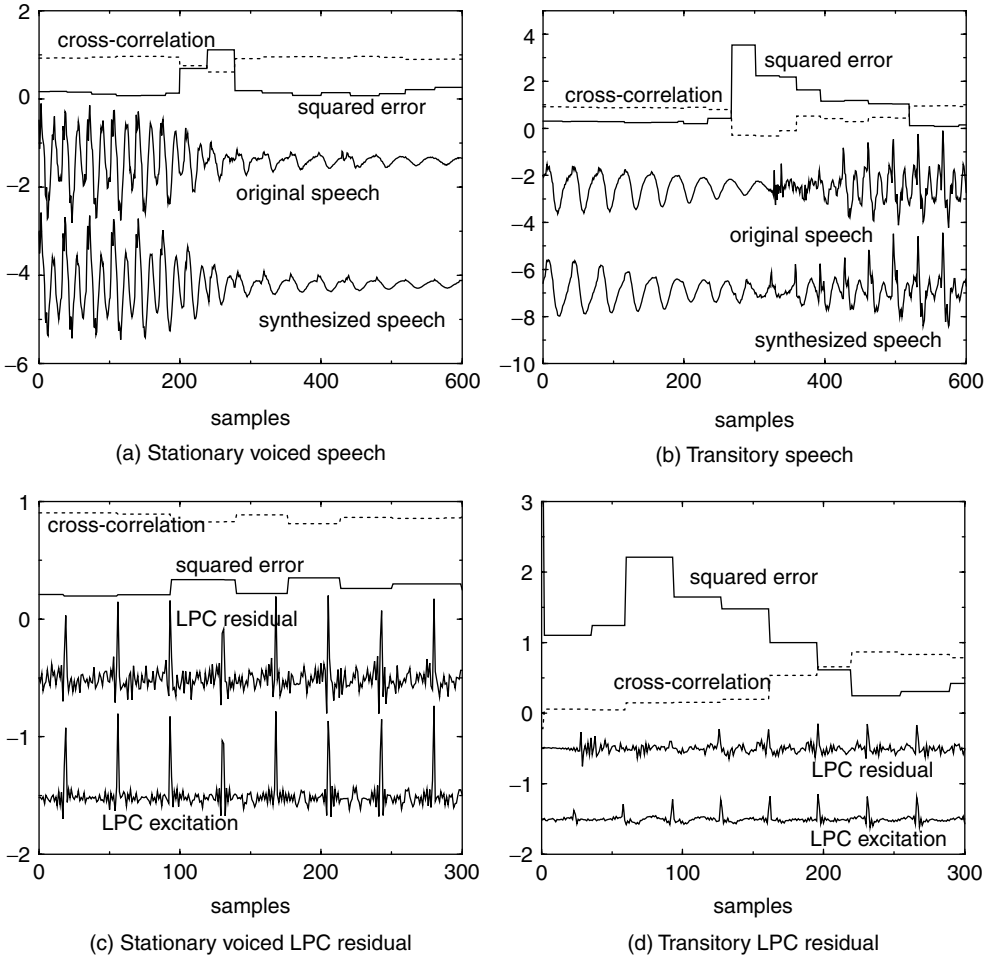 2
0
−2
−4
−6
cross-correlation
squared error
original speech
synthesized speech
0 200 400 600
samples
(a) Stationary voiced speech
4
2
0
−2
−4
−6
−8
−10
squared error
cross-correlation
original speech
synthesized speech
0 200 400 600
samples
(b) Transitory speech
1
0
−1
−2
cross-correlation
squared error
LPC residual
LPC excitation
0 100 200 300
samples
(c) Stationary voiced LPC residual
3
2
1
0
−1
−2
squared error
cross-correlation
LPC residual
LPC excitation
0 100 200 300
samples
(d) Transitory LPC residual